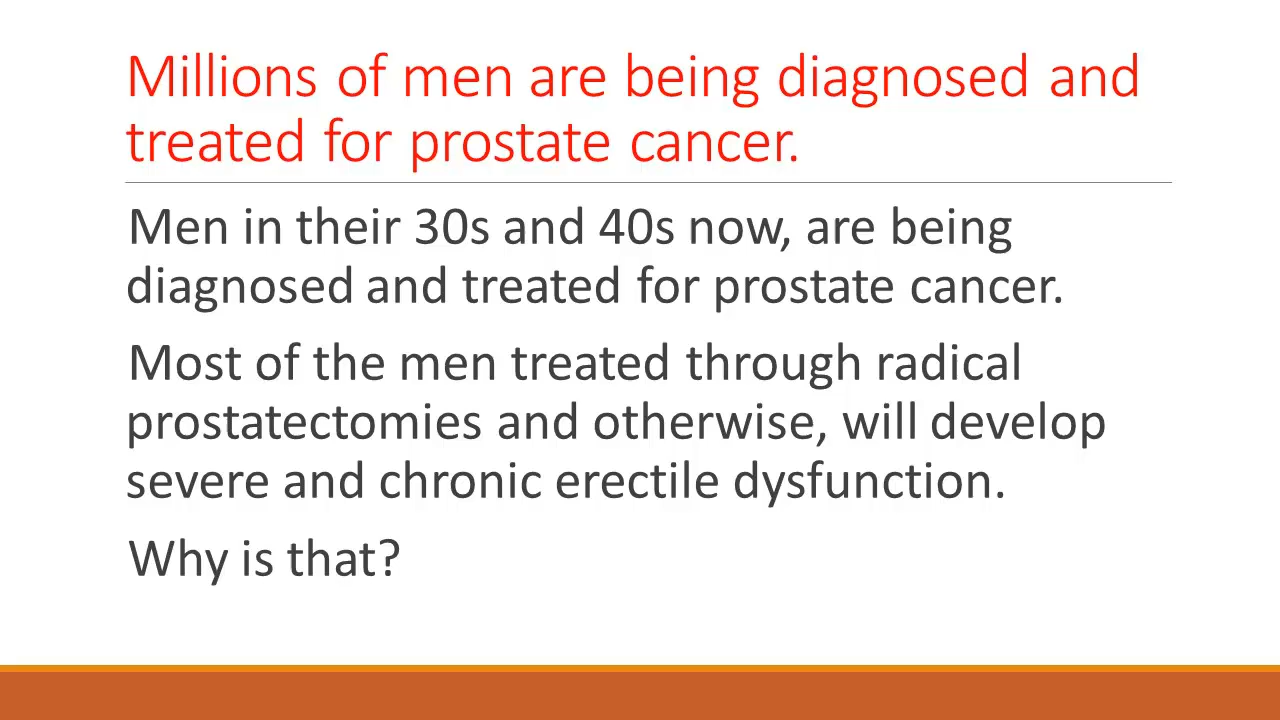 Millions of men are being diagnosed and
treated for prostate cancer.
Men in their 30s and 40s now, are being
diagnosed and treated for prostate cancer.
Most of the men treated through radical
prostatectomies and otherwise, will develop
severe and chronic erectile dysfunction.
Why is that?